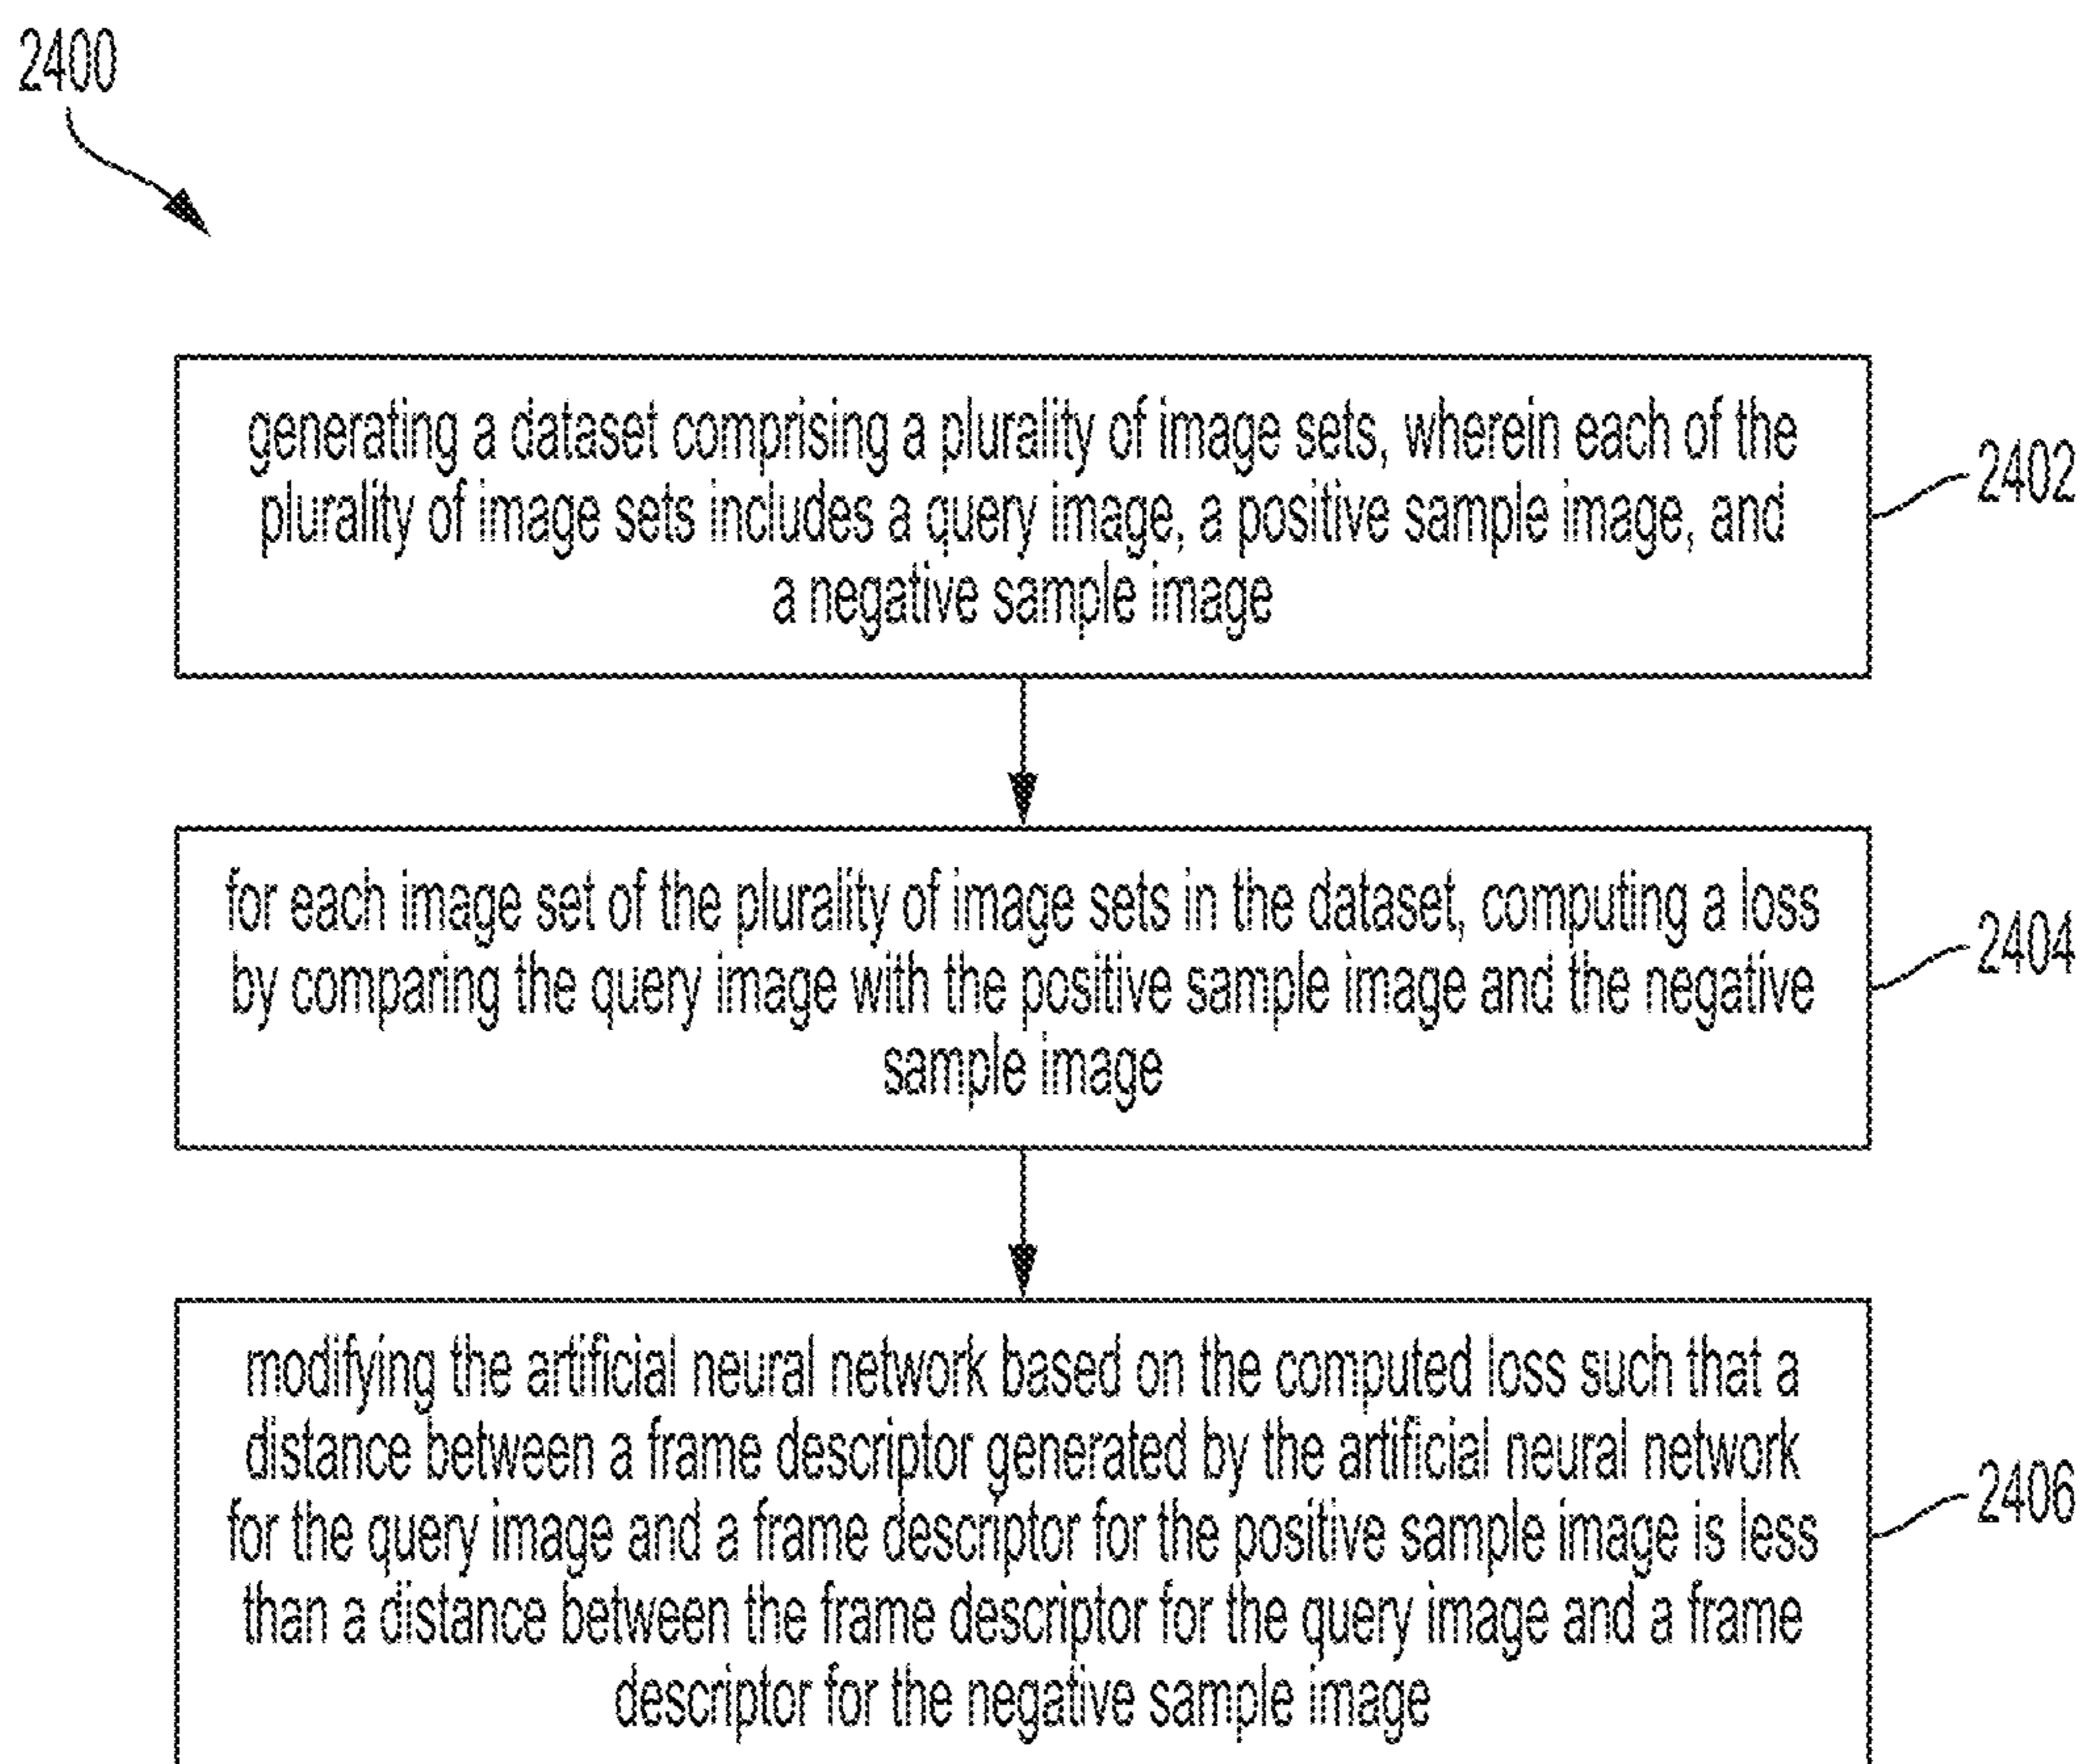 2400
generating a dataset comprising a plurality of image sets, wherein each of the
plurality of image sets includes a query image, a positive sample image, and
a negative sample image
2402
for each image set of the plurality of image sets in the dataset, computing a loss
by comparing the query image with the positive sample image and the negative
sample image
2404
modifying the artificial neural network based on the computed loss such that a
distance between a frame descriptor generated by the artificial neural network
for the query image and a frame descriptor for the positive sample image is less
than a distance between the frame descriptor for the query image and a frame
descriptor for the negative sample image
2406